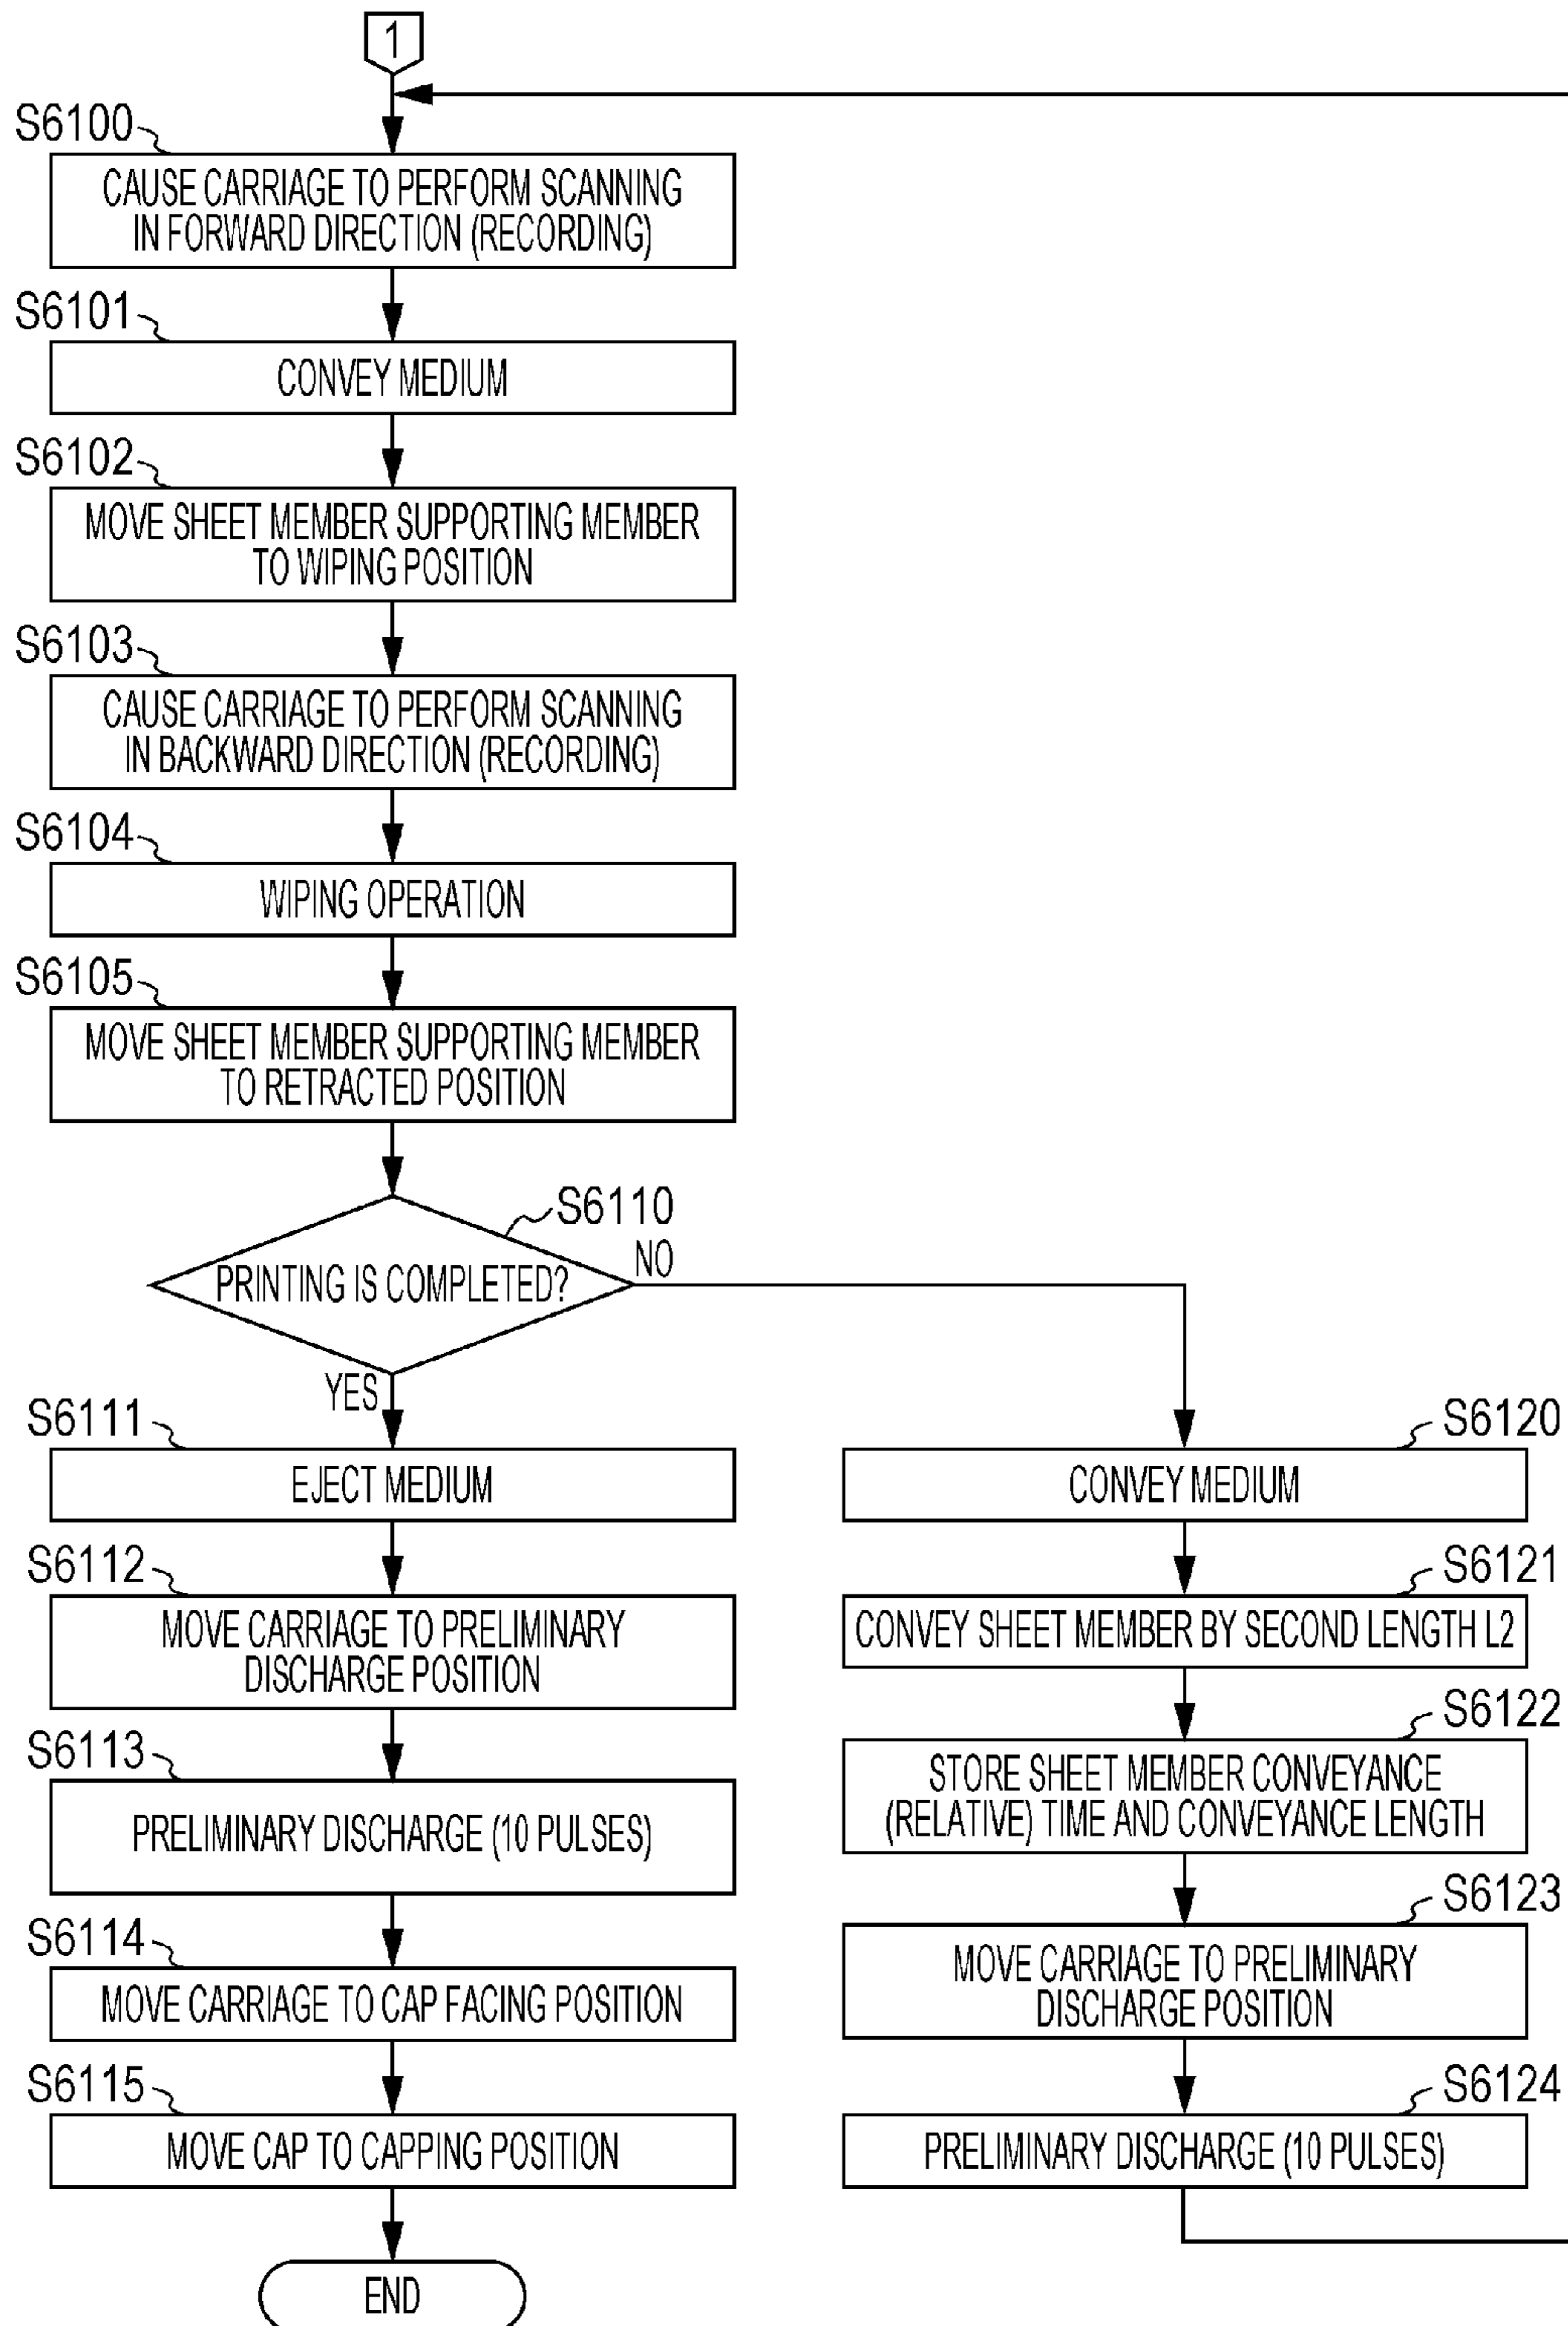 1
S6100
CAUSE CARRIAGE TO PERFORM SCANNING
IN FORWARD DIRECTION (RECORDING)
S6101
CONVEY MEDIUM
S6102
MOVE SHEET MEMBER SUPPORTING MEMBER
TO WIPING POSITION
S6103
CAUSE CARRIAGE TO PERFORM SCANNING
IN BACKWARD DIRECTION (RECORDING)
S6104
WIPING OPERATION
S6105
MOVE SHEET MEMBER SUPPORTING MEMBER
TO RETRACTED POSITION
S6110
PRINTING IS COMPLETED?
NO
YES
S6111
EJECT MEDIUM
S6112
MOVE CARRIAGE TO PRELIMINARY
DISCHARGE POSITION
S6113
PRELIMINARY DISCHARGE (10 PULSES)
S6114
MOVE CARRIAGE TO CAP FACING POSITION
S6115
MOVE CAP TO CAPPING POSITION
END
S6120
CONVEY MEDIUM
S6121
CONVEY SHEET MEMBER BY SECOND LENGTH L2
S6122
STORE SHEET MEMBER CONVEYANCE
(RELATIVE) TIME AND CONVEYANCE LENGTH
S6123
MOVE CARRIAGE TO PRELIMINARY
DISCHARGE POSITION
S6124
PRELIMINARY DISCHARGE (10 PULSES)